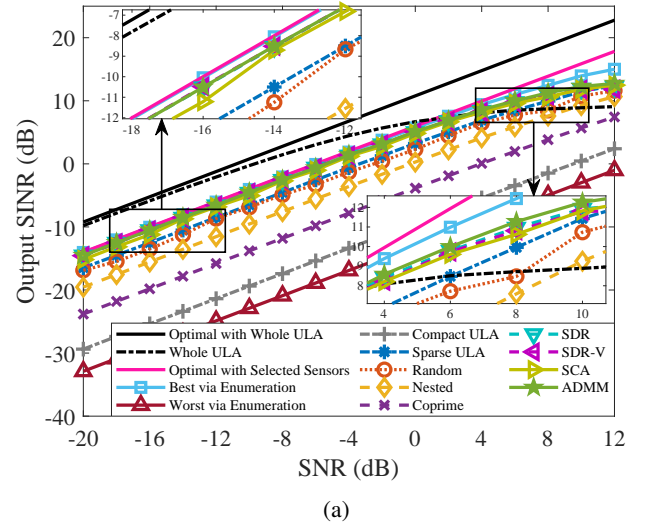 (a)
Output SINR (dB)
20
10
0
-10
-20
-30
-40
-7
-8
-9
-10
-11
-12
-18 -16 -14 -12
12
11
10
9
8
4 6 8 10
Optimal with Whole ULA
Whole ULA
Optimal with Selected Sensors
Best via Enumeration
Worst via Enumeration
Compact ULA
Sparse ULA
Random
Nested
Coprime
SDR
SDR-V
SCA
ADMM
-20 -16 -12 -8 -4 0 4 8 12
SNR (dB)
(a)